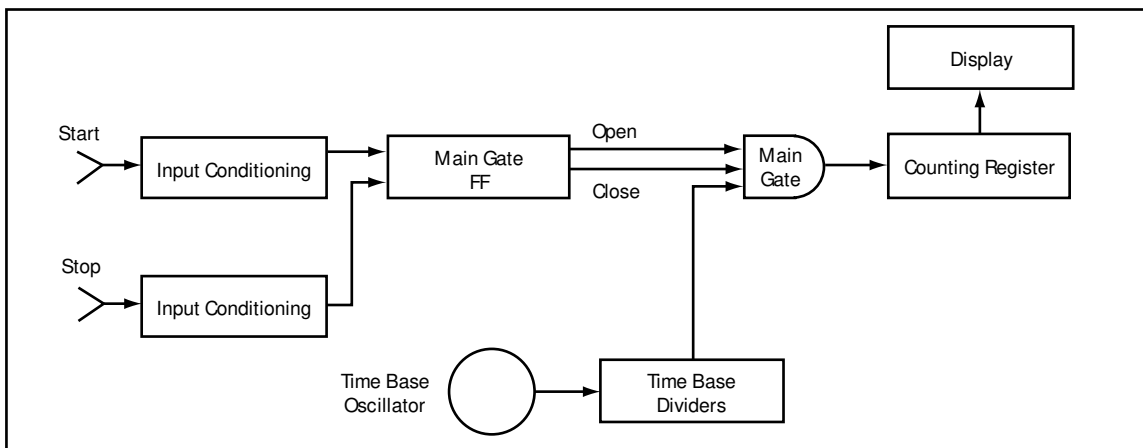 Display
Start
Open
Input Conditioning
Main Gate
FF
Main
Gate
Counting Register
Close
Stop
Input Conditioning
Time Base
Oscillator
Time Base
Dividers